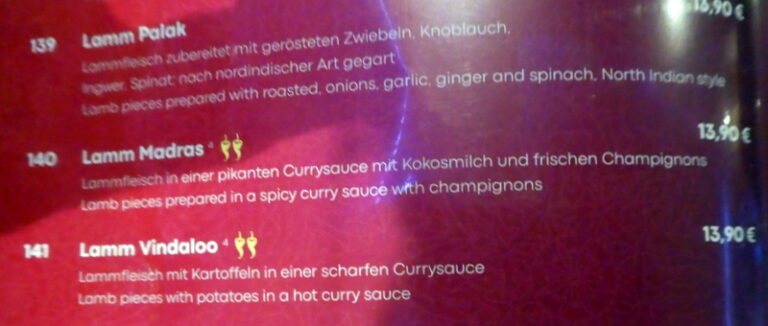 139 Lamm Palak 13,90 €
Lammfleisch zubereitet mit gerösteten Zwiebeln, Knoblauch,
Ingwer, Spinat; nach nordindischer Art gegart
Lamb pieces prepared with roasted, onions, garlic, ginger and spinach, North Indian style
140 Lamm Madras 4 13,90 €
Lammfleisch in einer pikanten Currysauce mit Kokosmilch und frischen Champignons
Lamb pieces prepared in a spicy curry sauce with champignons
141 Lamm Vindaloo 4 13,90 €
Lammfleisch mit Kartoffeln in einer scharfen Currysauce
Lamb pieces with potatoes in a hot curry sauce